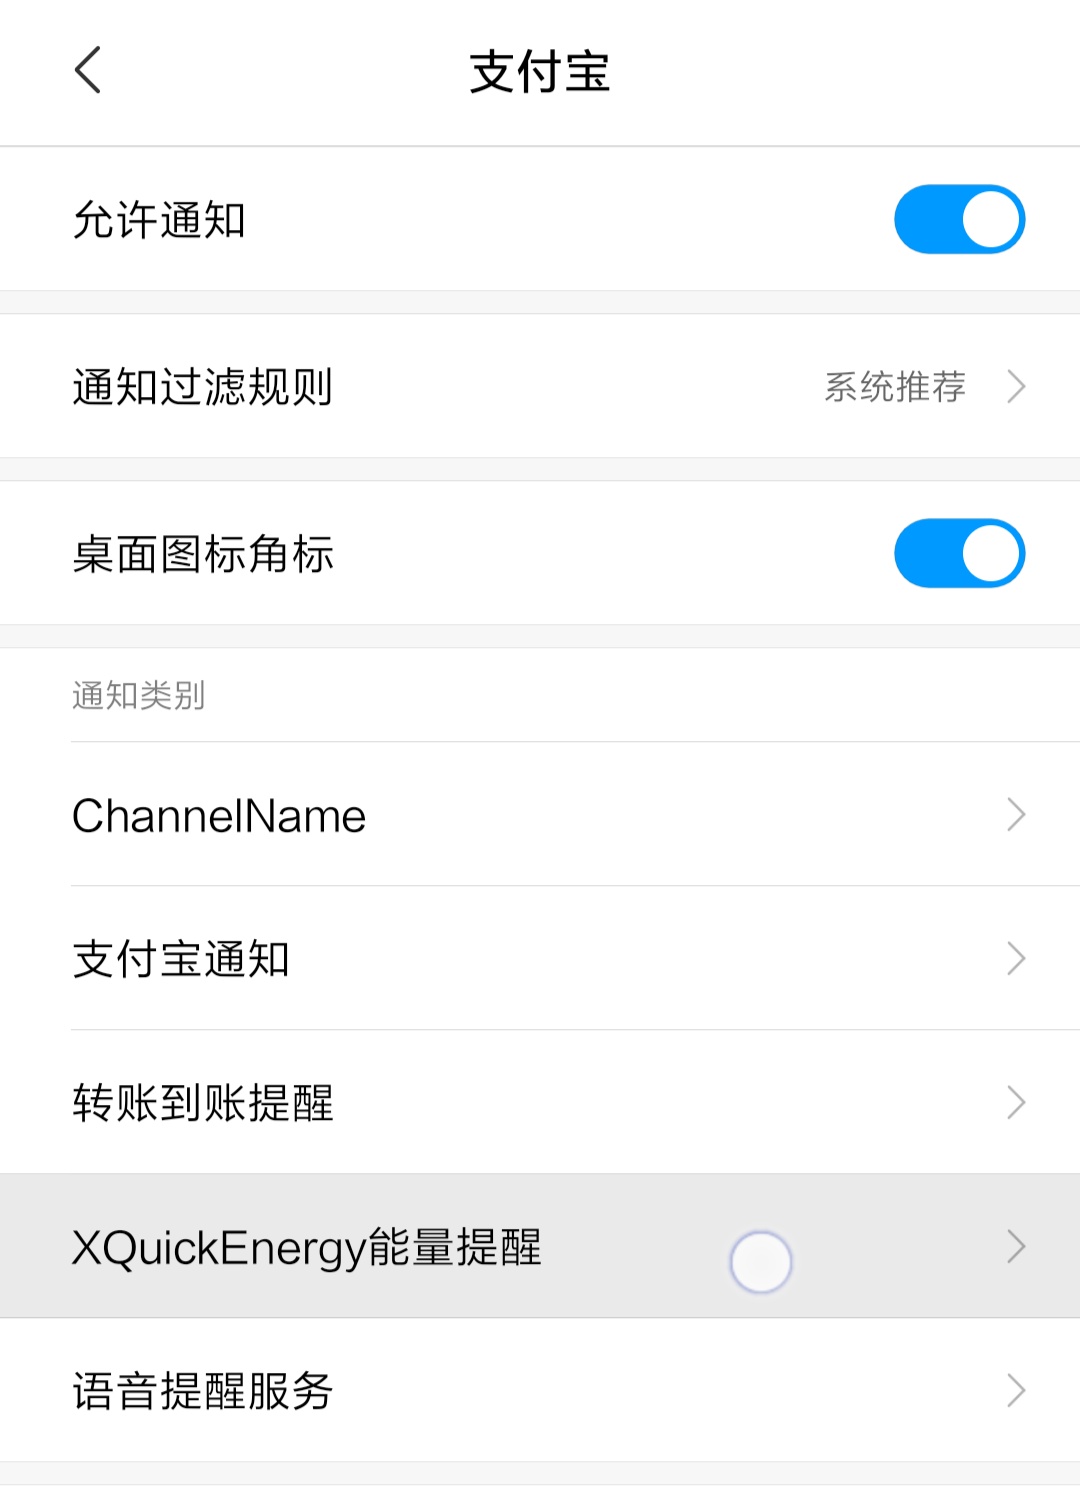 支付宝
允许通知
通知过滤规则
系统推荐
桌面图标角标
通知类别
ChannelName
支付宝通知
转账到账提醒
XQuickEnergy能量提醒
语音提醒服务